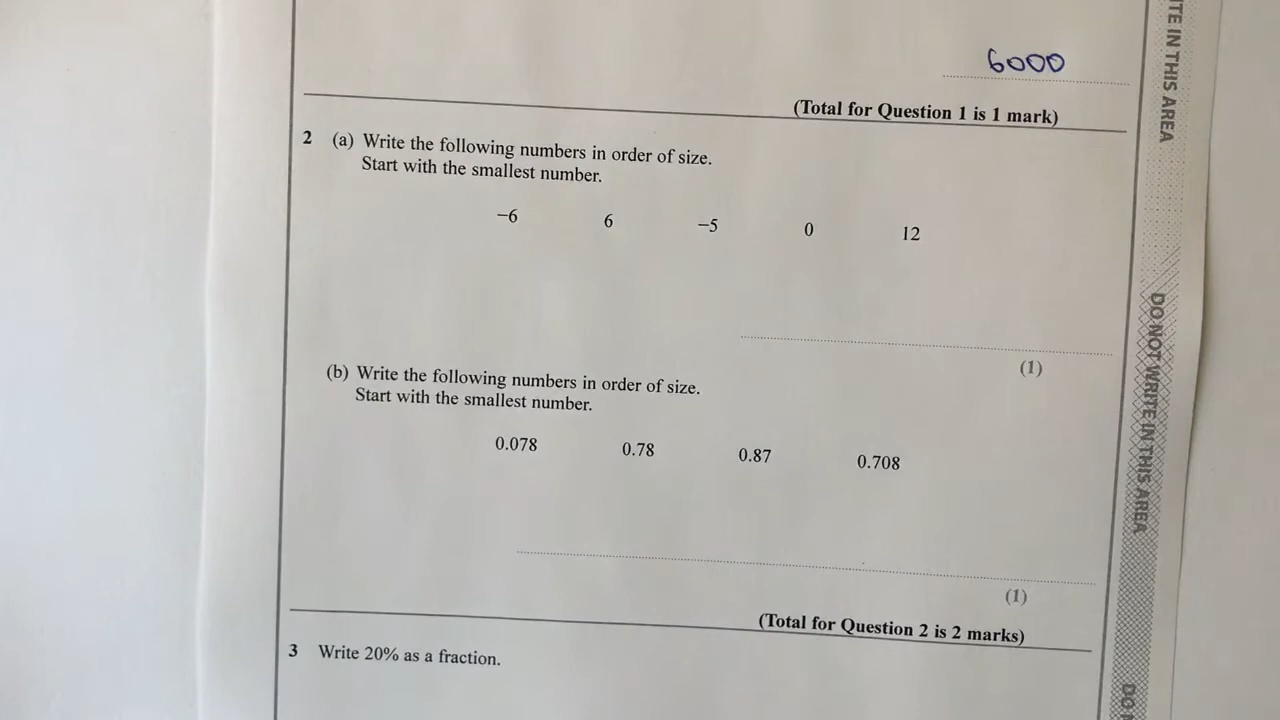 6000
(Total for Question 1 is 1 mark)
2 (a) Write the following numbers in order of size.
Start with the smallest number.
−6 6 −5 0 12
(1)
(b) Write the following numbers in order of size.
Start with the smallest number.
0.078 0.78 0.87 0.708
(1)
(Total for Question 2 is 2 marks)
3 Write 20% as a fraction.
TE IN THIS AREA
DO NOT WRITE IN THIS AREA
DO